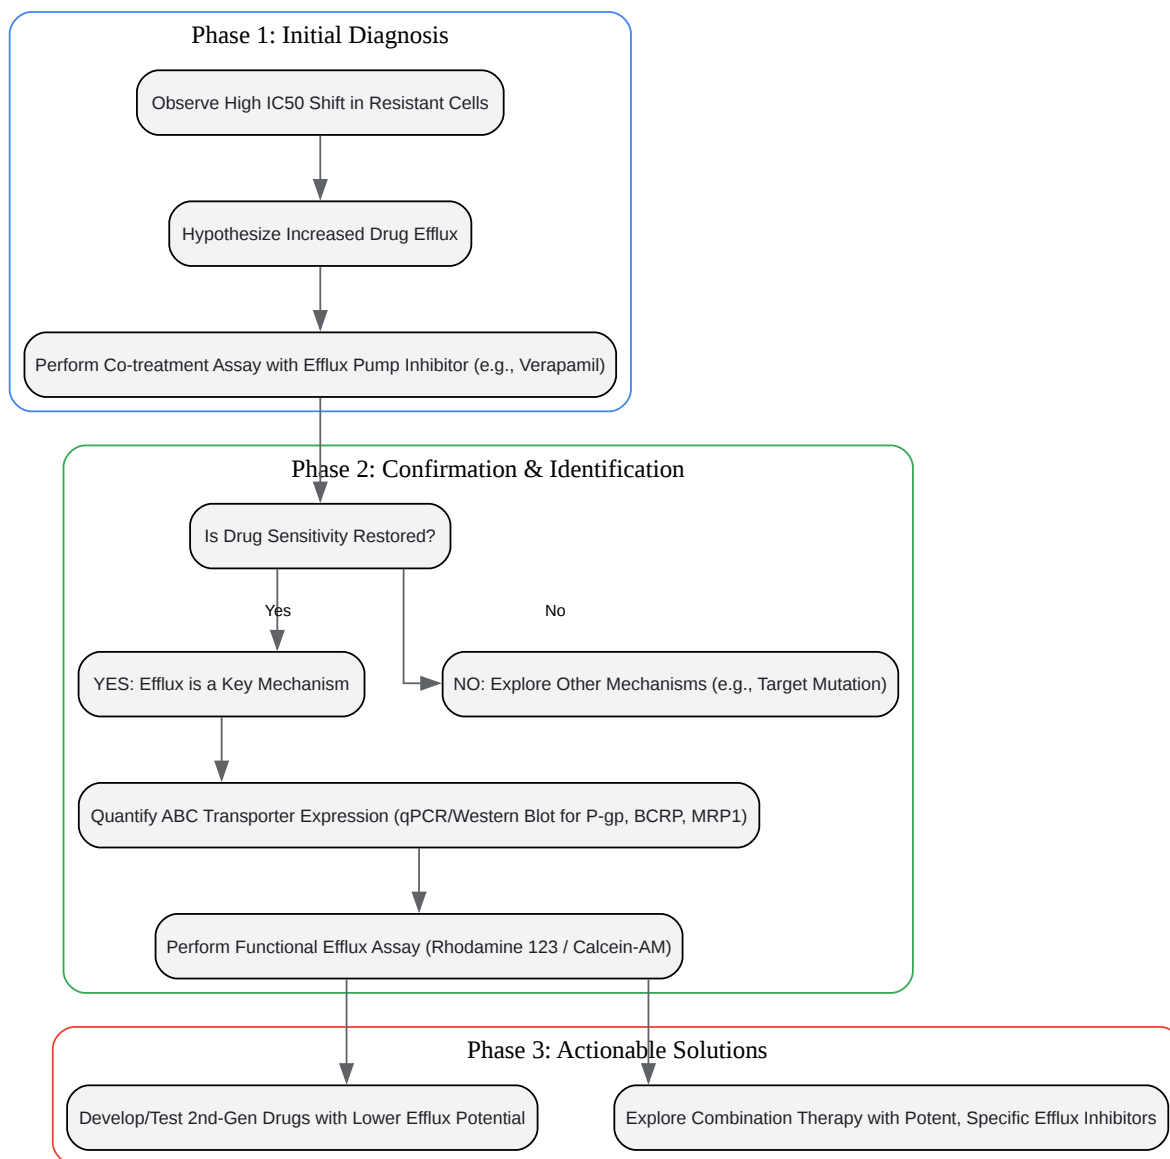 Phase 1: Initial Diagnosis
Observe High IC50 Shift in Resistant Cells
Hypothesize Increased Drug Efflux
Perform Co-treatment Assay with Efflux Pump Inhibitor (e.g., Verapamil)
Phase 2: Confirmation & Identification
Is Drug Sensitivity Restored?
Yes
No
YES: Efflux is a Key Mechanism
NO: Explore Other Mechanisms (e.g., Target Mutation)
Quantify ABC Transporter Expression (qPCR/Western Blot for P-gp, BCRP, MRP1)
Perform Functional Efflux Assay (Rhodamine 123 / Calcein-AM)
Phase 3: Actionable Solutions
Develop/Test 2nd-Gen Drugs with Lower Efflux Potential
Explore Combination Therapy with Potent, Specific Efflux Inhibitors